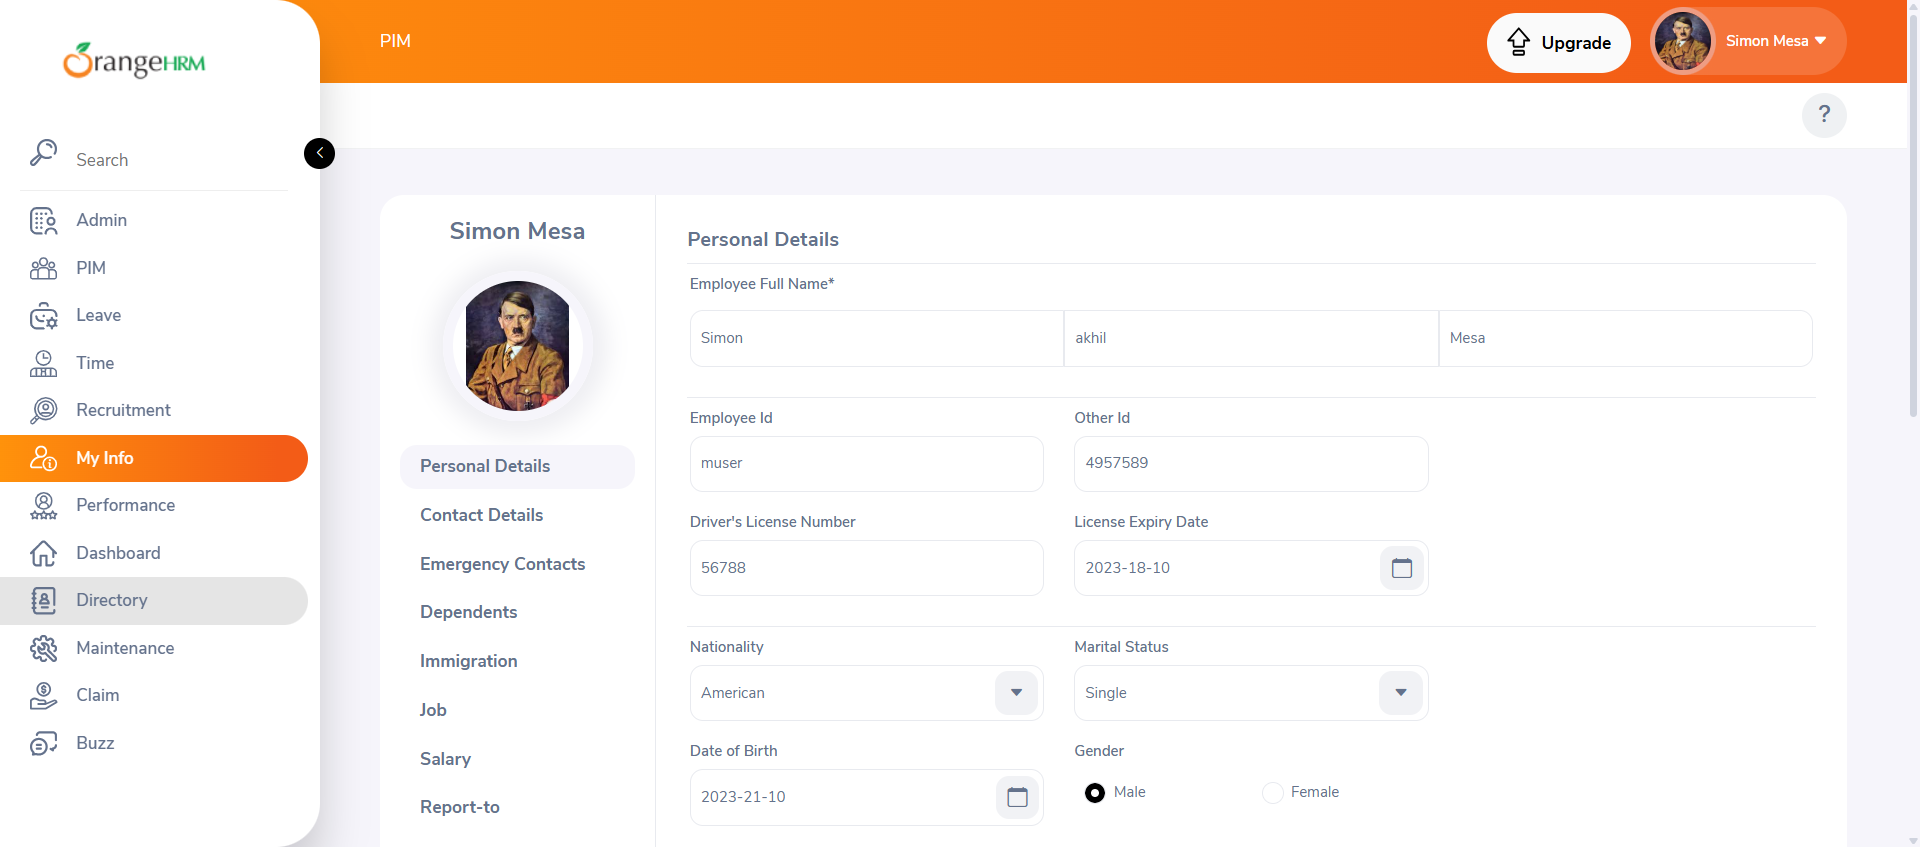 OrangeHRM
PIM
Upgrade
Simon Mesa
?
Search
Admin
PIM
Leave
Time
Recruitment
My Info
Performance
Dashboard
Directory
Maintenance
Claim
Buzz
Simon Mesa
Personal Details
Contact Details
Emergency Contacts
Dependents
Immigration
Job
Salary
Report-to
Personal Details
Employee Full Name*
Simon akhil Mesa
Employee Id Other Id
muser 4957589
Driver's License Number License Expiry Date
56788 2023-18-10
Nationality Marital Status
American Single
Date of Birth Gender
2023-21-10 Male Female